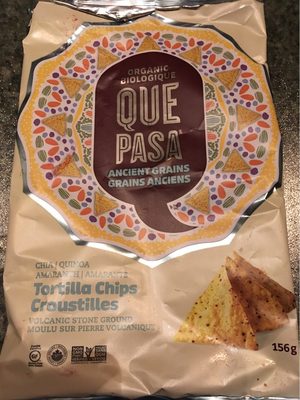 ORGANIC
BIOLOGIQUE
QUE
PASA
ANCIENT GRAINS
GRAINS ANCIENS
CHIA | QUINOA
AMARANTH | AMARANTE
Tortilla Chips
Croustilles
VOLCANIC STONE GROUND
MOULU SUR PIERRE VOLCANIQUE
156g